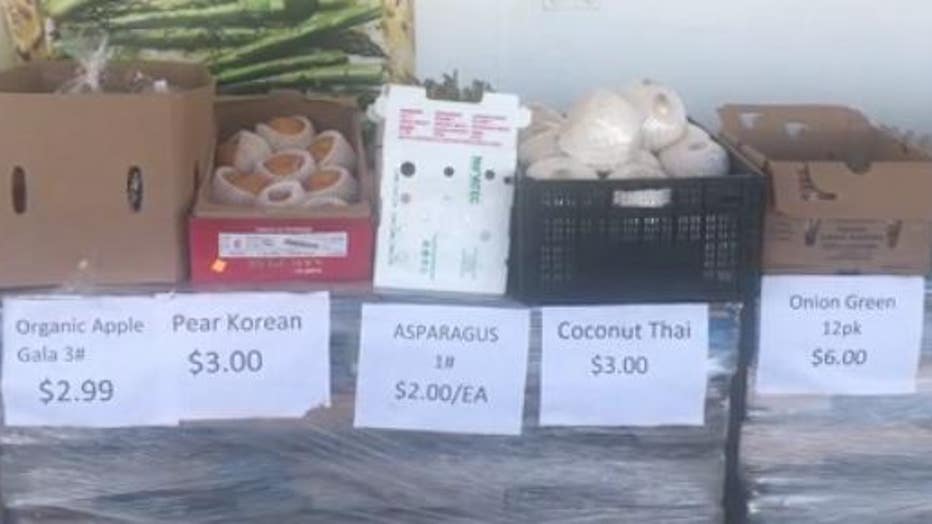 Organic Apple
Gala 3#
$2.99
Pear Korean
$3.00
ASPARAGUS
1#
$2.00/EA
Coconut Thai
$3.00
Onion Green
12pk
$6.00